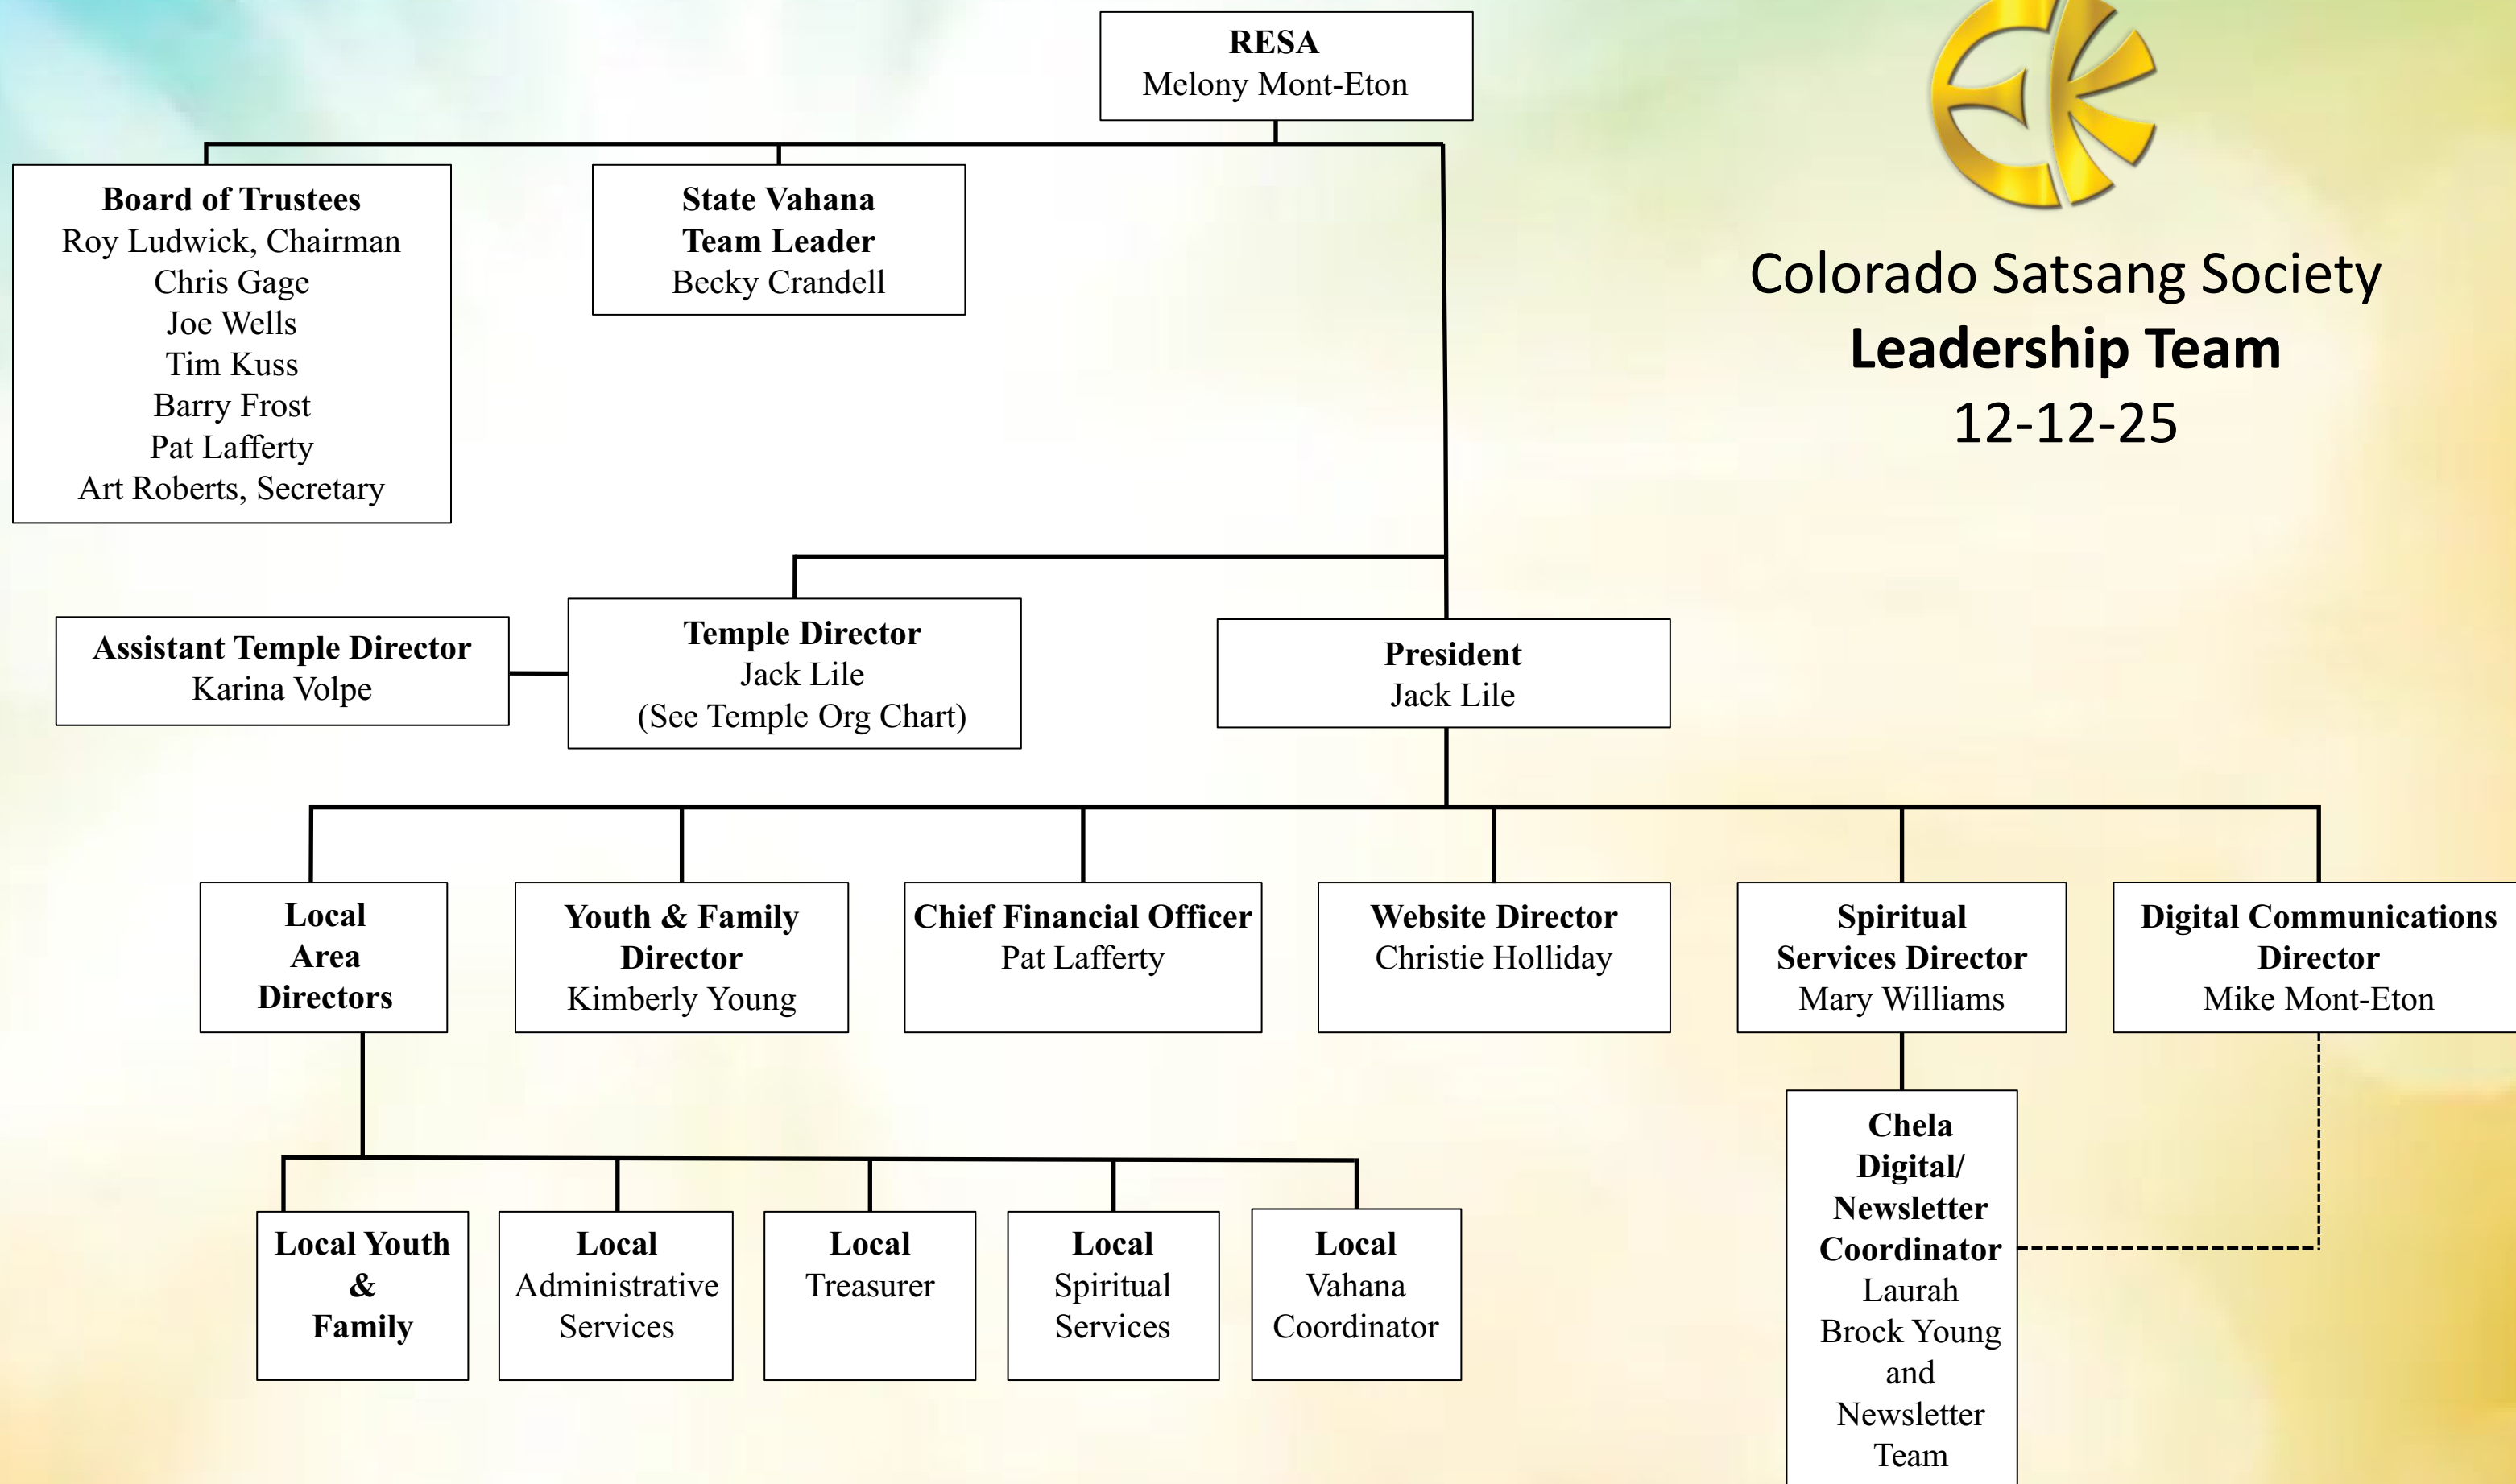 RESA
Melony Mont-Eton
Colorado Satsang Society
Leadership Team
12-12-25
Board of Trustees
Roy Ludwick, Chairman
Chris Gage
Joe Wells
Tim Kuss
Barry Frost
Pat Lafferty
Art Roberts, Secretary
State Vahana
Team Leader
Becky Crandell
Assistant Temple Director
Karina Volpe
Temple Director
Jack Lile
(See Temple Org Chart)
President
Jack Lile
Local
Area
Directors
Youth & Family
Director
Kimberly Young
Chief Financial Officer
Pat Lafferty
Website Director
Christie Holliday
Spiritual
Services Director
Mary Williams
Digital Communications
Director
Mike Mont-Eton
Local Youth
&
Family
Local
Administrative
Services
Local
Treasurer
Local
Spiritual
Services
Local
Vahana
Coordinator
Chela
Digital/
Newsletter
Coordinator
Laurah
Brock Young
and
Newsletter
Team